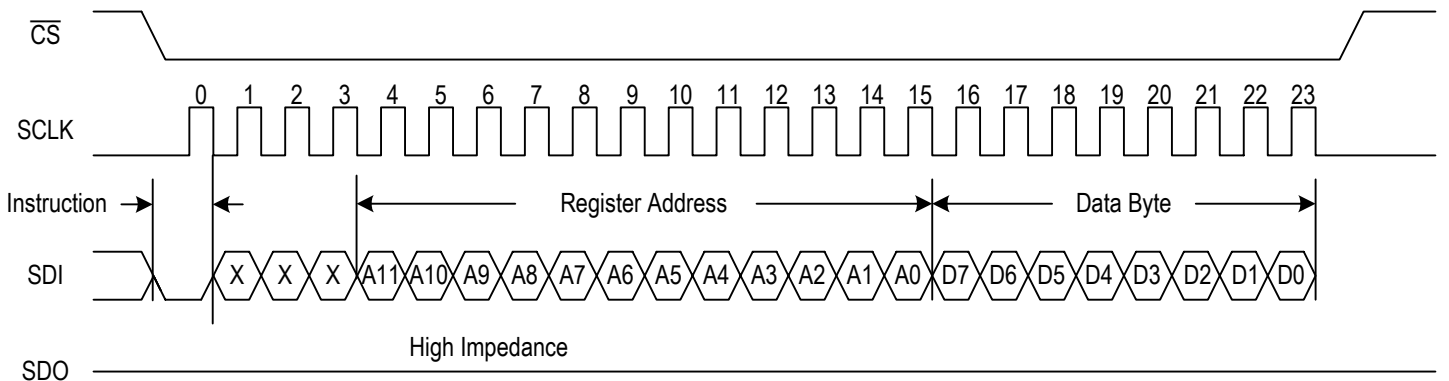 CS
0 1 2 3 4 5 6 7 8 9 10 11 12 13 14 15 16 17 18 19 20 21 22 23
SCLK
Instruction Register Address Data Byte
SDI X X X A11 A10 A9 A8 A7 A6 A5 A4 A3 A2 A1 A0 D7 D6 D5 D4 D3 D2 D1 D0
High Impedance
SDO